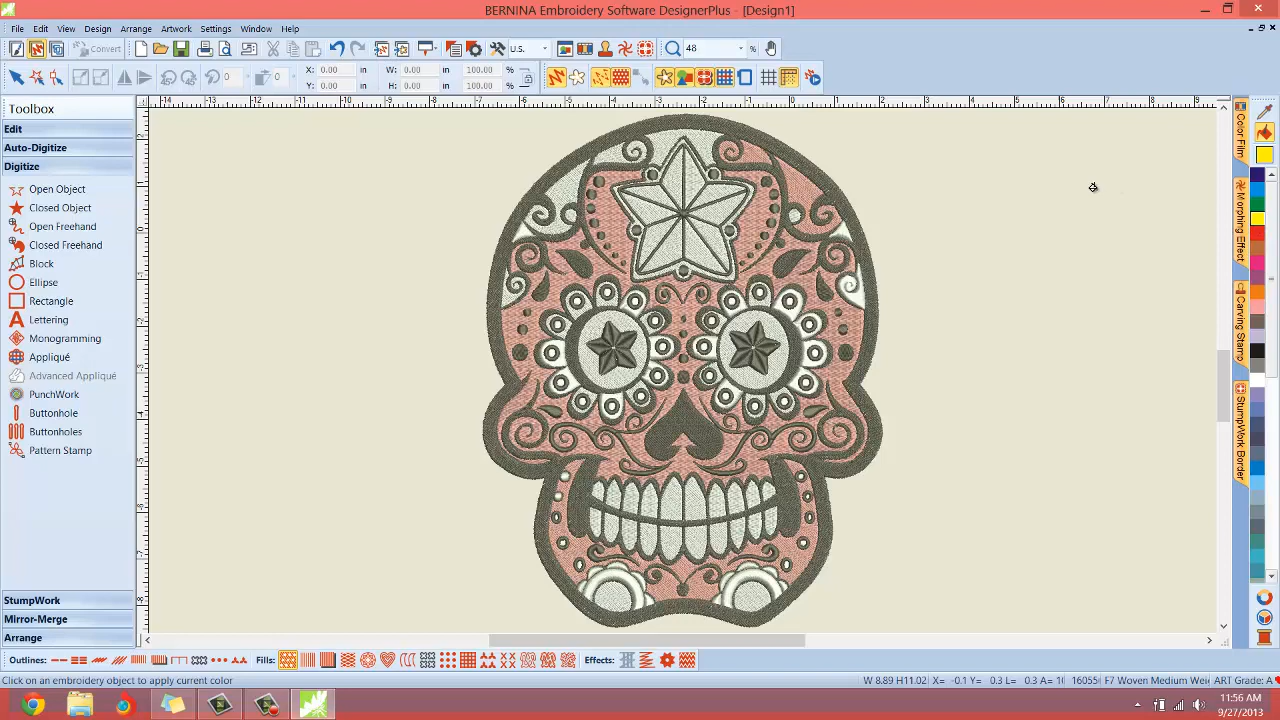 BERNINA Embroidery Software DesignerPlus - [Design1]
File Edit View Design Arrange Artwork Settings Window Help
Convert U.S. 48 %
0 0 X: 0.00 in W: 0.00 in 100.00 %
Y: 0.00 in H: 0.00 in 100.00 %
Toolbox
Edit
Auto-Digitize
Digitize
Open Object
Closed Object
Open Freehand
Closed Freehand
Block
Ellipse
Rectangle
Lettering
Monogramming
Appliqué
Advanced Appliqué
PunchWork
Buttonhole
Buttonholes
Pattern Stamp
StumpWork
Mirror-Merge
Arrange
Color Film
Morphing Effect
Carving Stamp
StumpWork Border
Outlines: Fills: Effects:
Click on an embroidery object to apply current color W 8.89 H11.02 X= -0.1 Y= 0.3 L= 0.3 A= 1 16055 F7 Woven Medium Wei ART Grade: A
11:56 AM
9/27/2013